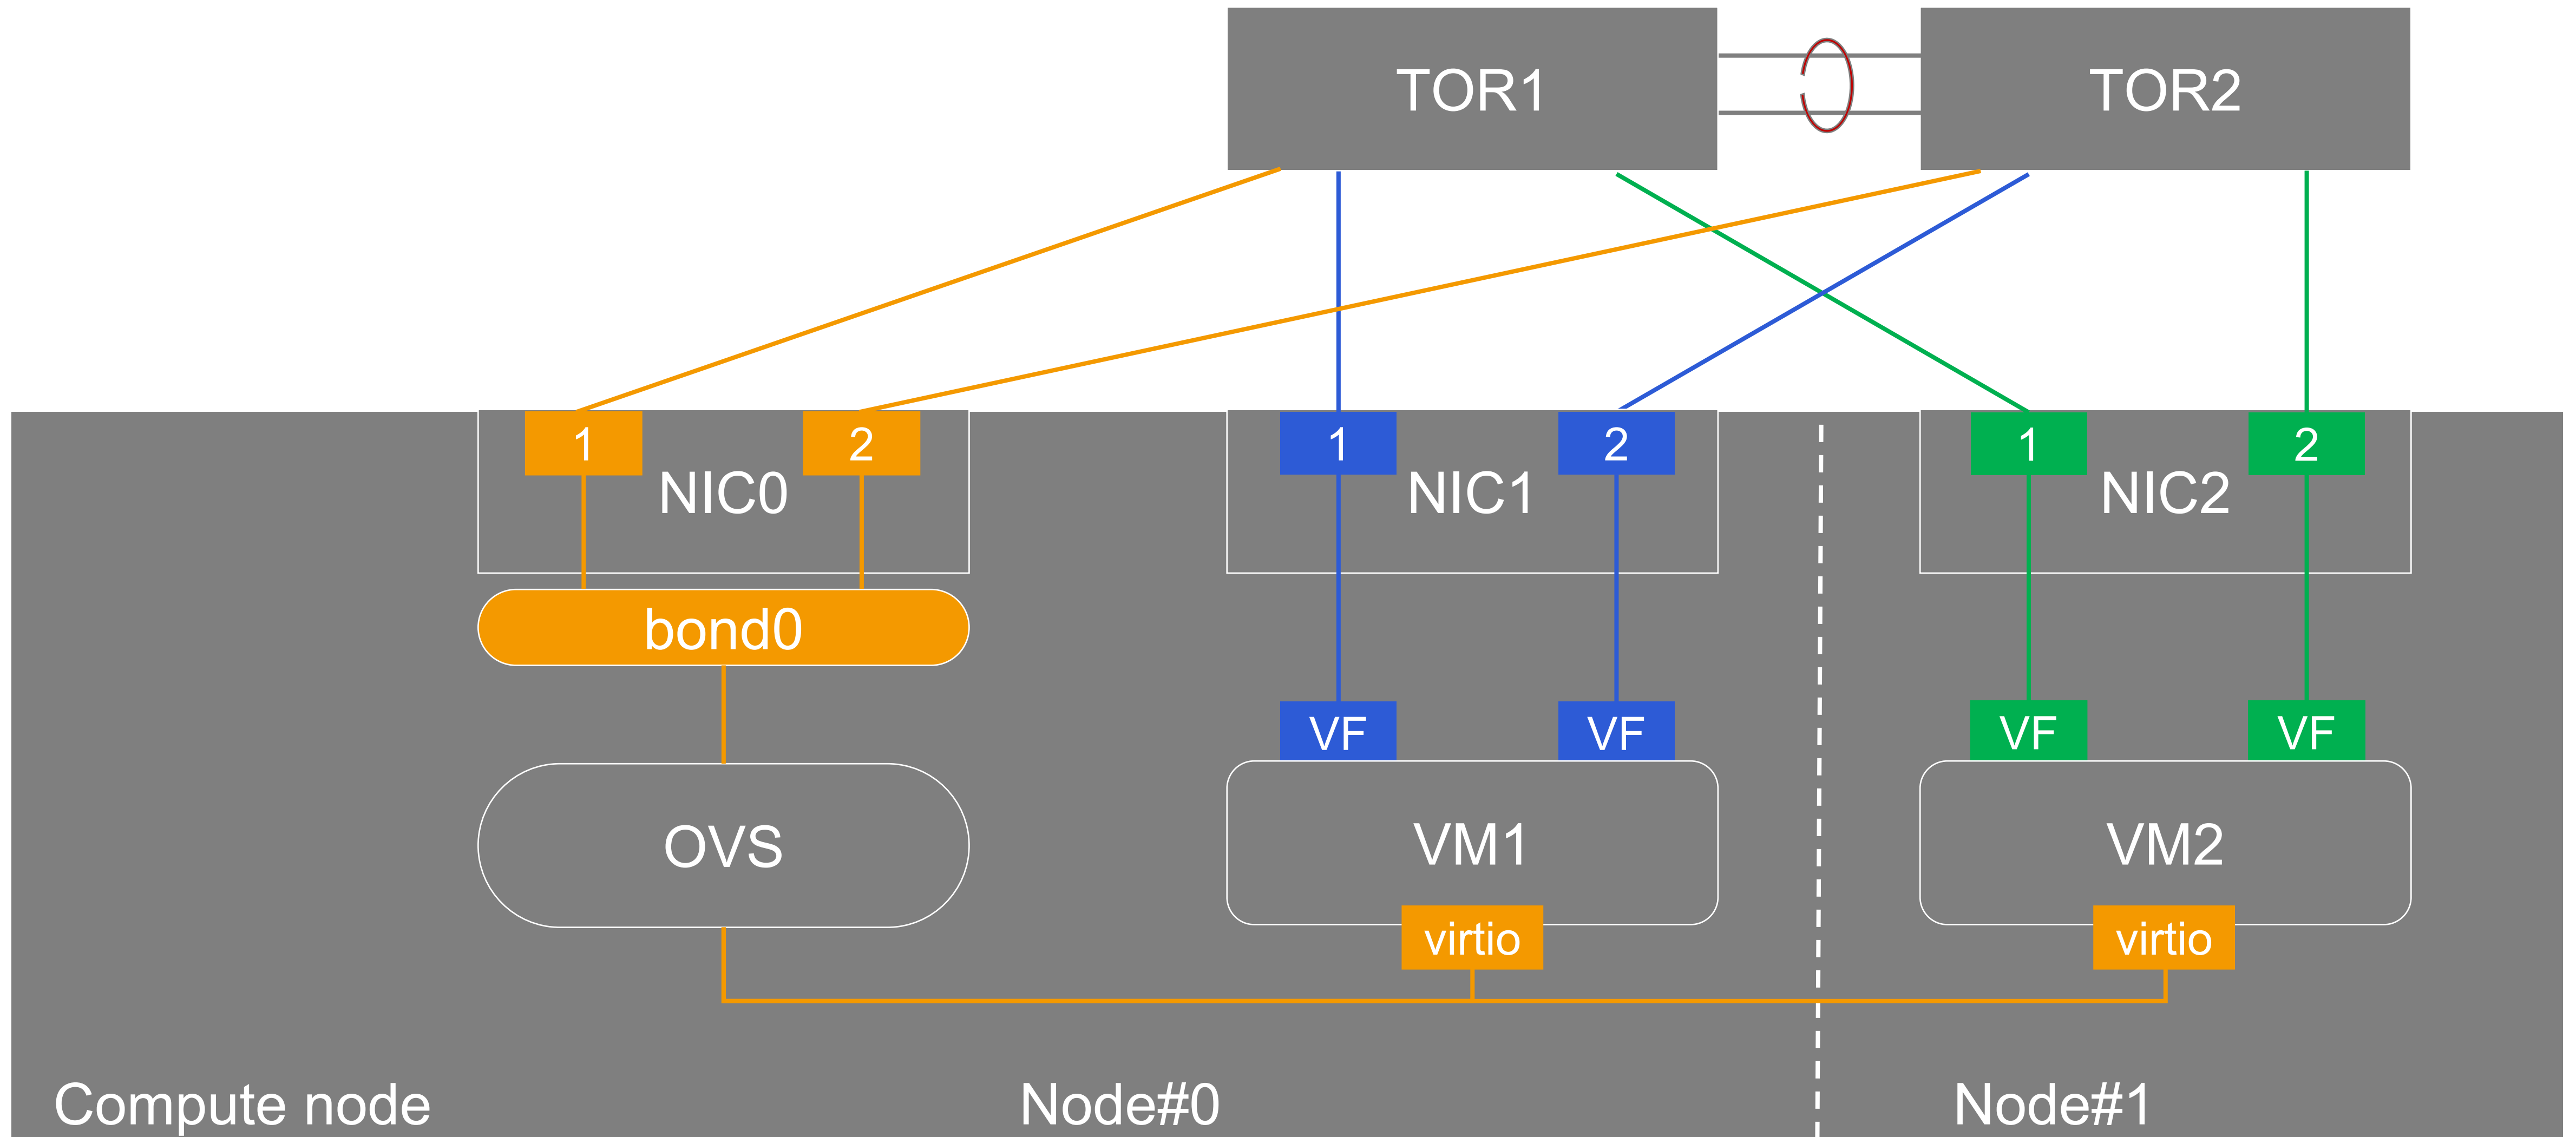 TOR1
TOR2
1
2
NIC0
1
2
NIC1
1
2
NIC2
bond0
VF
VF
VF
VF
OVS
VM1
VM2
virtio
virtio
Compute node
Node#0
Node#1